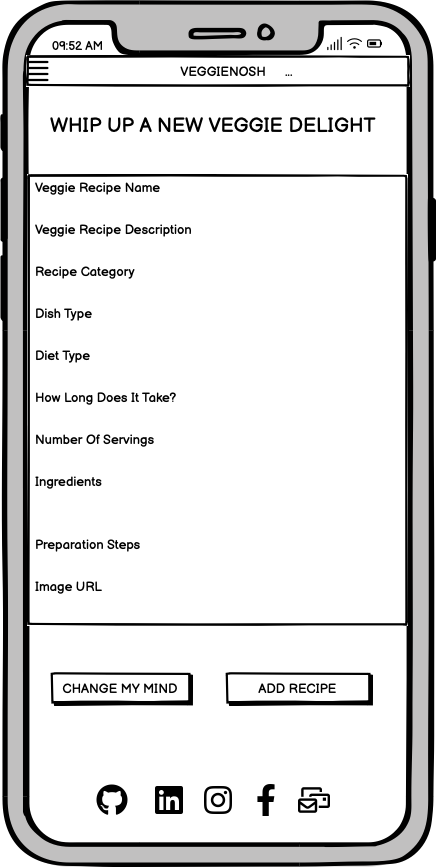 09:52 AM
VEGGIENOSH ...
WHIP UP A NEW VEGGIE DELIGHT
Veggie Recipe Name
Veggie Recipe Description
Recipe Category
Dish Type
Diet Type
How Long Does It Take?
Number Of Servings
Ingredients
Preparation Steps
Image URL
CHANGE MY MIND
ADD RECIPE